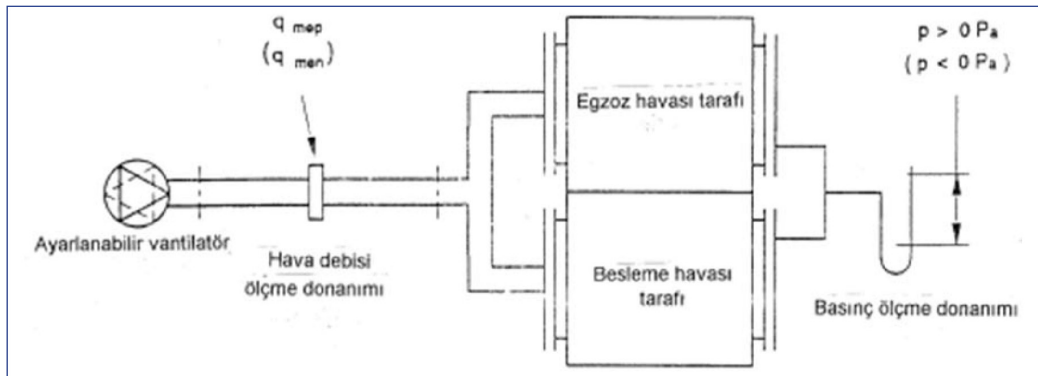 q mep
(q men)
p > 0 Pa
(p < 0 Pa)
Egzoz havası tarafı
Ayarlanabilir vantilatör
Hava debisi
ölçme donanımı
Besleme havası
tarafı
Basınç ölçme donanımı